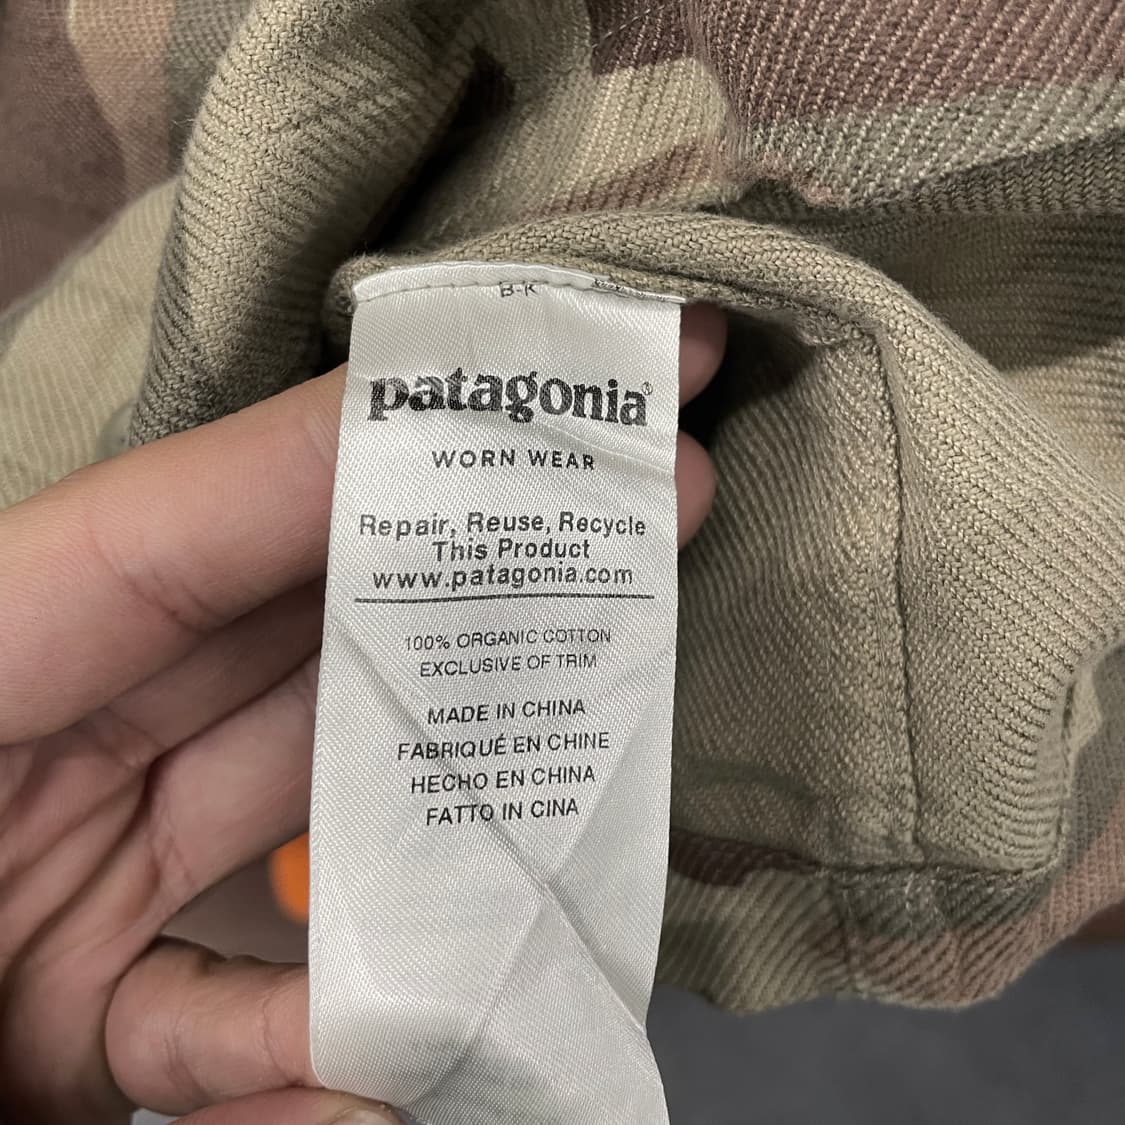 B-K
patagonia®
WORN WEAR
Repair, Reuse, Recycle
This Product
www.patagonia.com
100% ORGANIC COTTON
EXCLUSIVE OF TRIM
MADE IN CHINA
FABRIQUÉ EN CHINE
HECHO EN CHINA
FATTO IN CINA